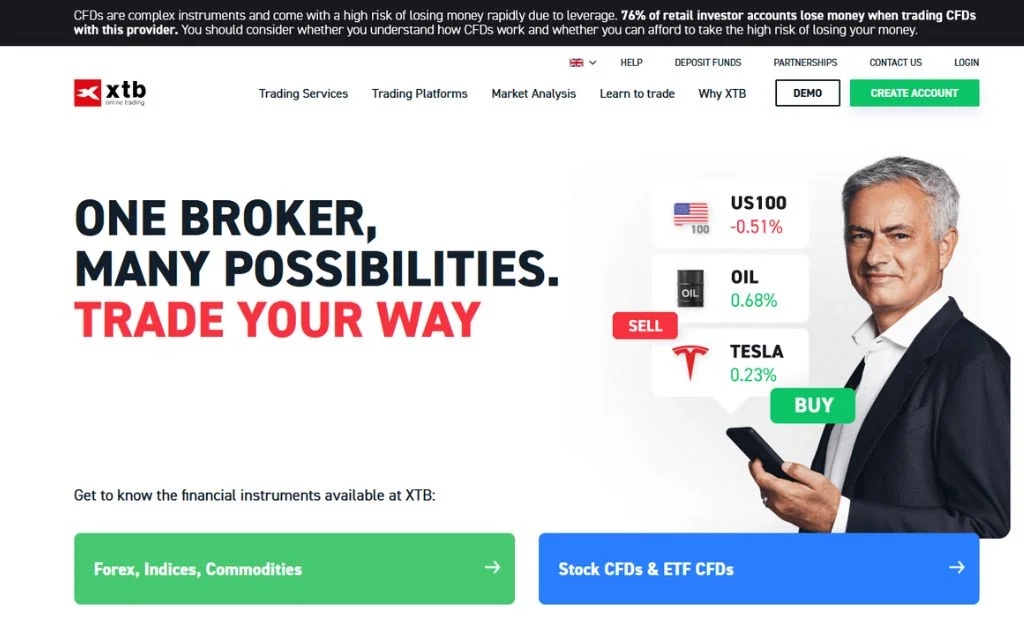 CFDs are complex instruments and come with a high risk of losing money rapidly due to leverage. 76% of retail investor accounts lose money when trading CFDs
with this provider. You should consider whether you understand how CFDs work and whether you can afford to take the high risk of losing your money.
HELP
DEPOSIT FUNDS
PARTNERSHIPS
CONTACT US
LOGIN
xtb
online trading
Trading Services
Trading Platforms
Market Analysis
Learn to trade
Why XTB
DEMO
CREATE ACCOUNT
ONE BROKER,
MANY POSSIBILITIES.
TRADE YOUR WAY
100
US100
-0.51%
OIL
OIL
0.68%
SELL
TESLA
0.23%
BUY
Get to know the financial instruments available at XTB:
Forex, Indices, Commodities
Stock CFDs & ETF CFDs